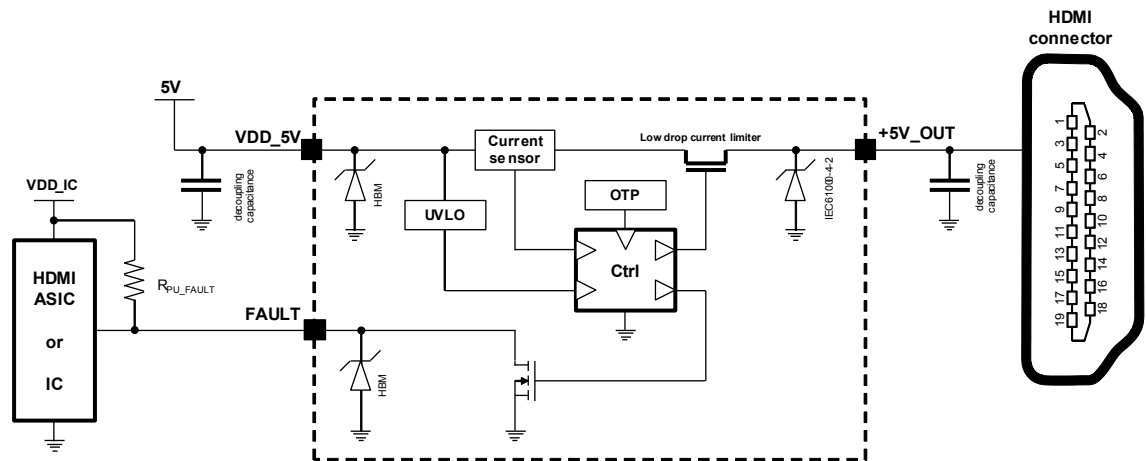 HDMI
connector
5V
VDD_5V
Current
sensor
Low drop current limiter
+5V_OUT
decoupling
capacitance
HBM
UVLO
OTP
IEC61000-4-2
decoupling
capacitance
VDD_IC
HDMI
ASIC
or
IC
RPU_FAULT
FAULT
Ctrl
HBM
1
2
3
4
5
6
7
8
9
10
11
12
13
14
15
16
17
18
19